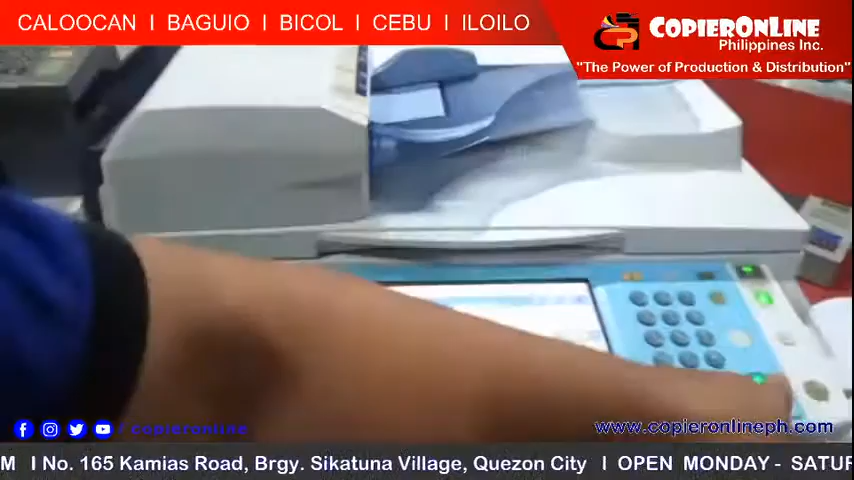 CALOOCAN I BAGUIO I BICOL I CEBU I ILOILO
CP
COPIERONLINE
Philippines Inc.
"The Power of Production & Distribution"
/copieronline
www.copieronlineph.com
M I No. 165 Kamias Road, Brgy. Sikatuna Village, Quezon City I OPEN MONDAY - SATUR